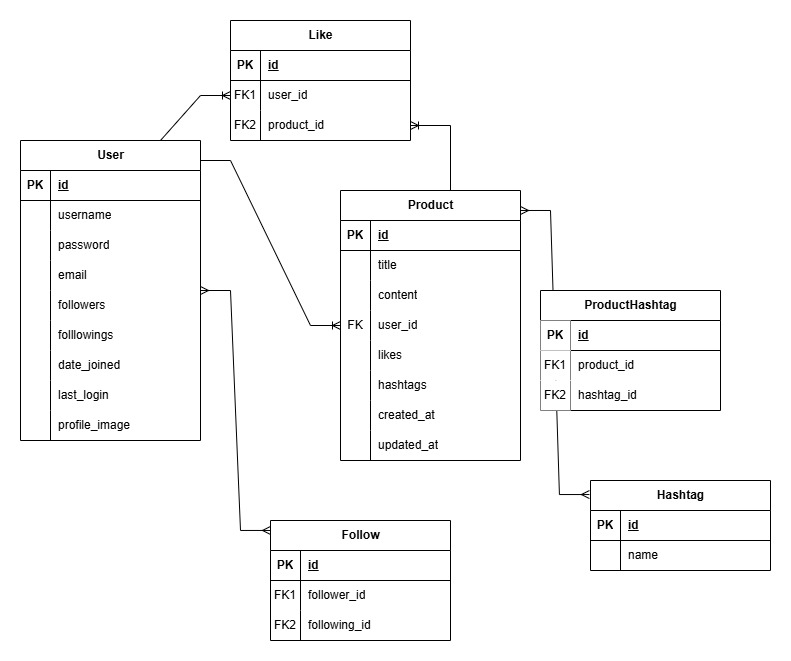 Like
PK id
FK1 user_id
FK2 product_id
User
PK id
username
password
email
followers
folllowings
date_joined
last_login
profile_image
Product
PK id
title
content
FK user_id
likes
hashtags
created_at
updated_at
ProductHashtag
PK id
FK1 product_id
FK2 hashtag_id
Hashtag
PK id
name
Follow
PK id
FK1 follower_id
FK2 following_id